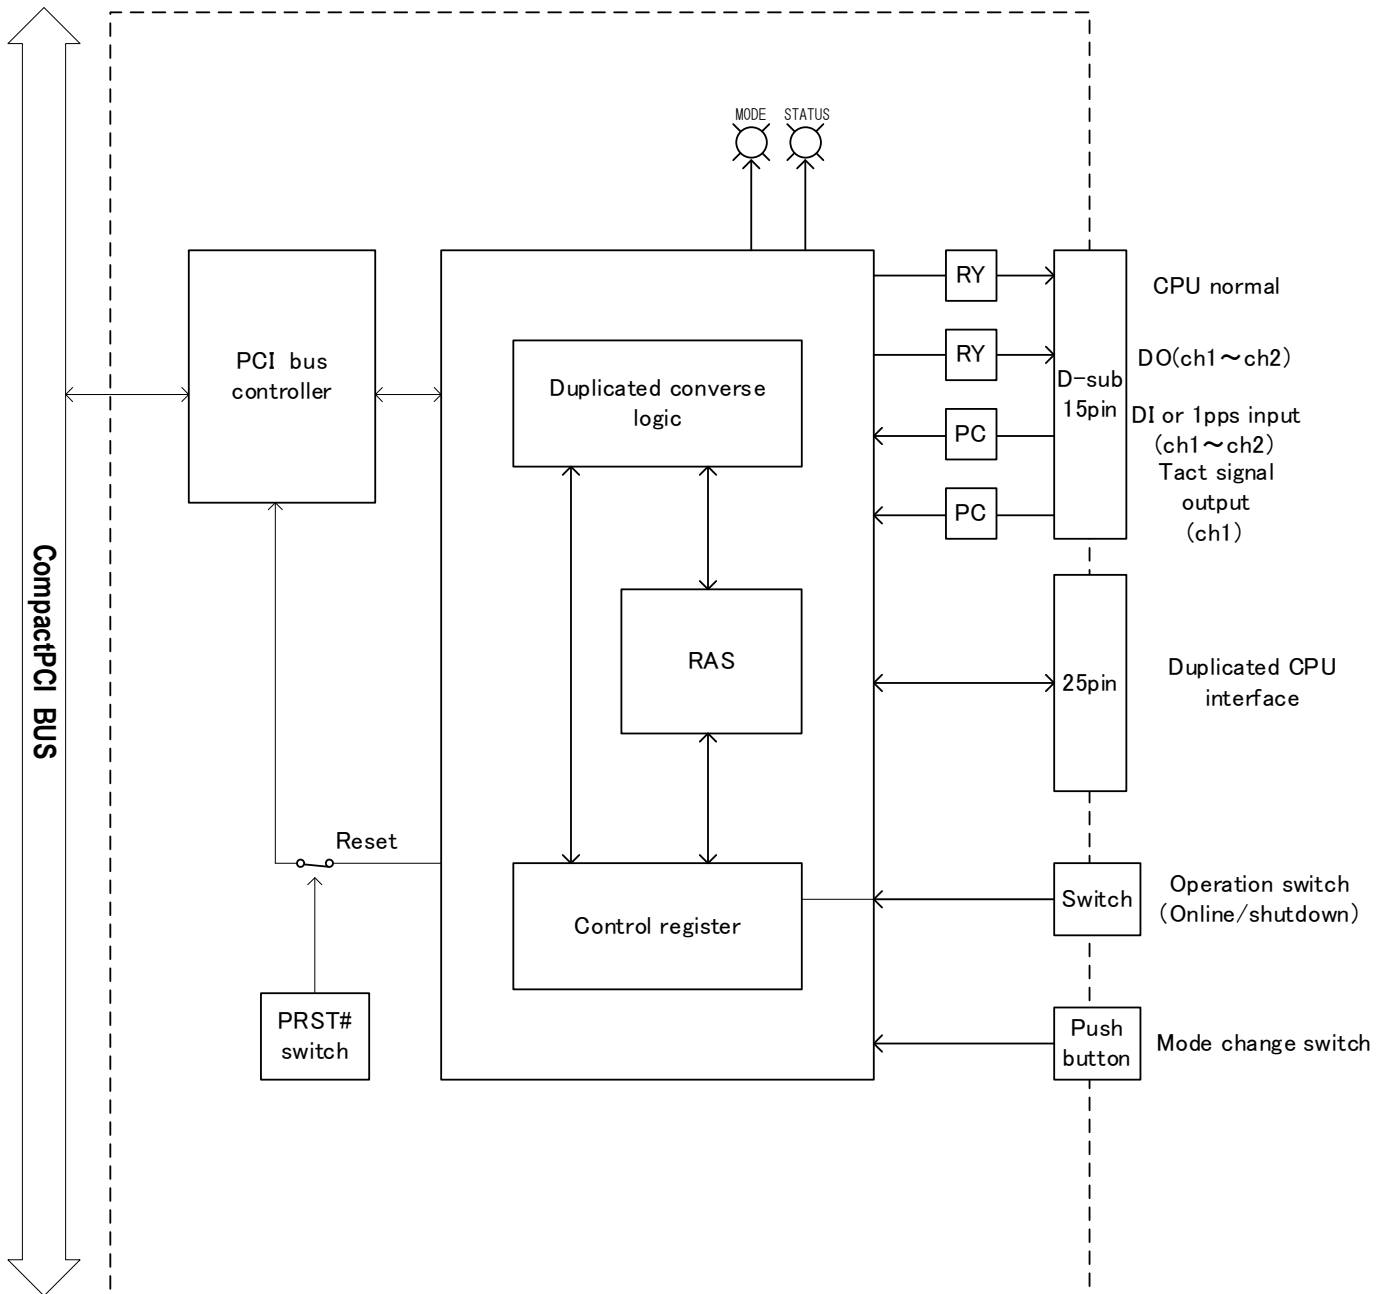 MODE STATUS
CompactPCI BUS
PCI bus
controller
Duplicated converse
logic
RAS
Control register
Reset
PRST#
switch
RY
RY
PC
PC
D-sub
15pin
CPU normal
DO(ch1～ch2)
DI or 1pps input
(ch1～ch2)
Tact signal
output
(ch1)
25pin
Duplicated CPU
interface
Switch
Operation switch
(Online/shutdown)
Push
button
Mode change switch